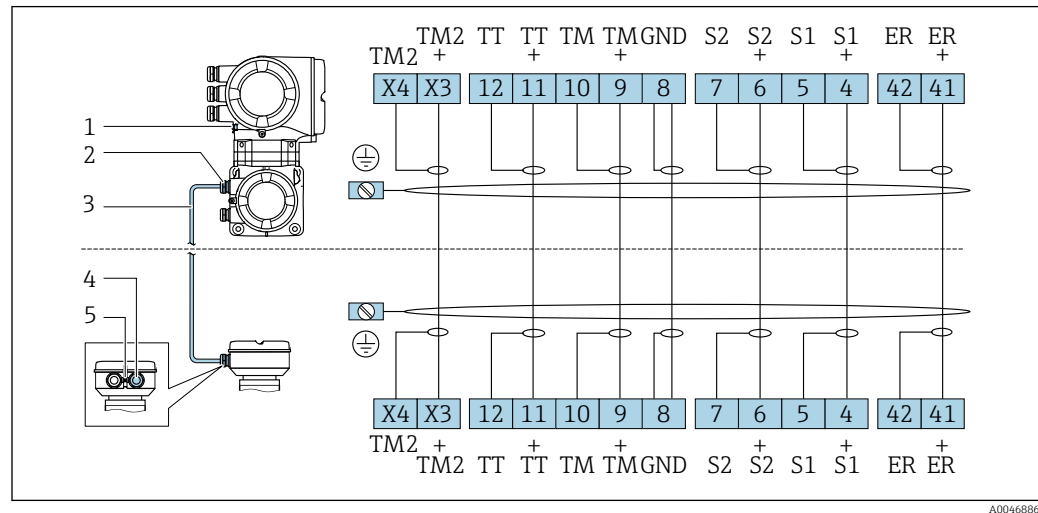 TM2 TT TT TM TM GND S2 S2 S1 S1 ER ER
TM2 + + + + + +
X4 X3 12 11 10 9 8 7 6 5 4 42 41
1
2
3
4
5
X4 X3 12 11 10 9 8 7 6 5 4 42 41
TM2 + + + + + +
TM2 TT TT TM TM GND S2 S2 S1 S1 ER ER
A0046886